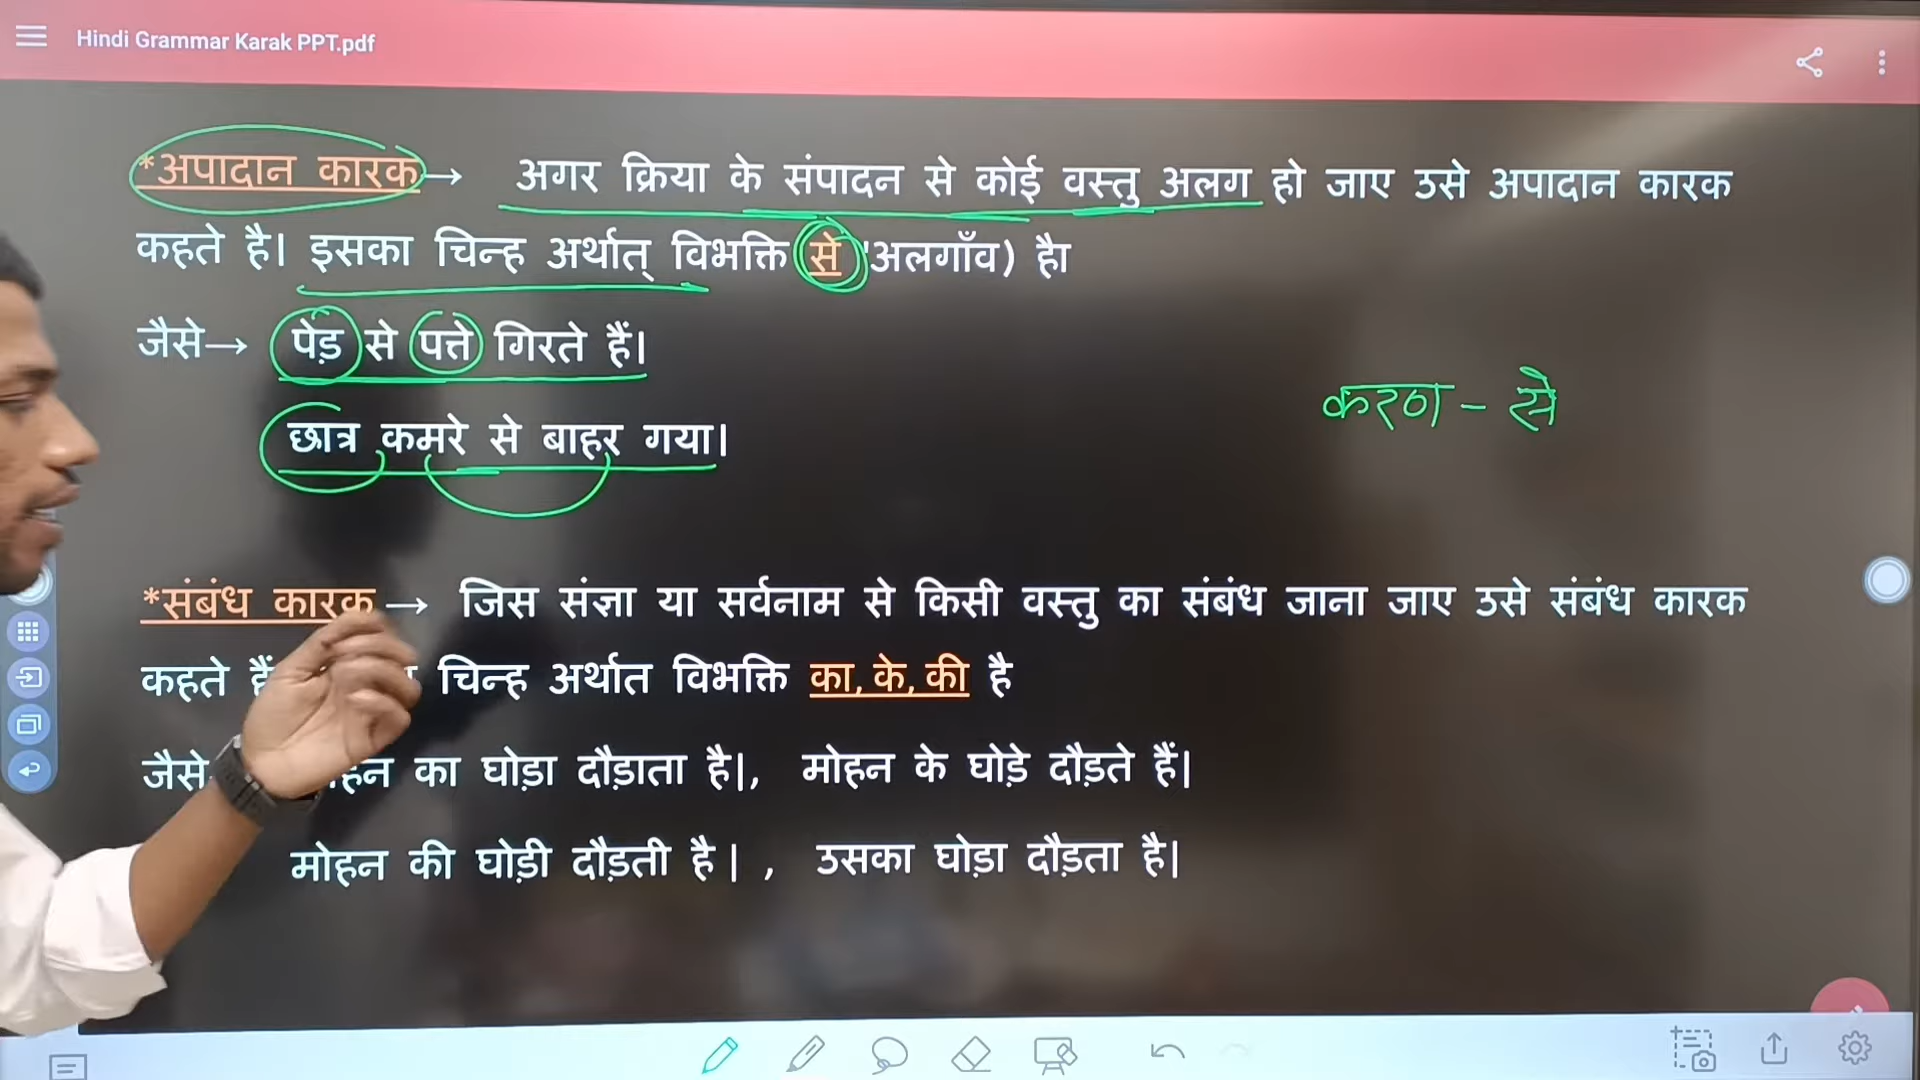 Hindi Grammar Karak PPT.pdf
*अपादान कारक→ अगर क्रिया के संपादन से कोई वस्तु अलग हो जाए उसे अपादान कारक
कहते है। इसका चिन्ह अर्थात् विभक्ति से 'अलगाँव) है।
जैसे→ पेड़ से पत्ते गिरते हैं।
करण - से
छात्र कमरे से बाहर गया।
*संबंध कारक→ जिस संज्ञा या सर्वनाम से किसी वस्तु का संबंध जाना जाए उसे संबंध कारक
कहते चिन्ह अर्थात विभक्ति का, के, की है
जैसे का घोड़ा दौड़ाता है|, मोहन के घोड़े दौड़ते हैं|
मोहन की घोड़ी दौड़ती है| , उसका घोड़ा दौड़ता है|